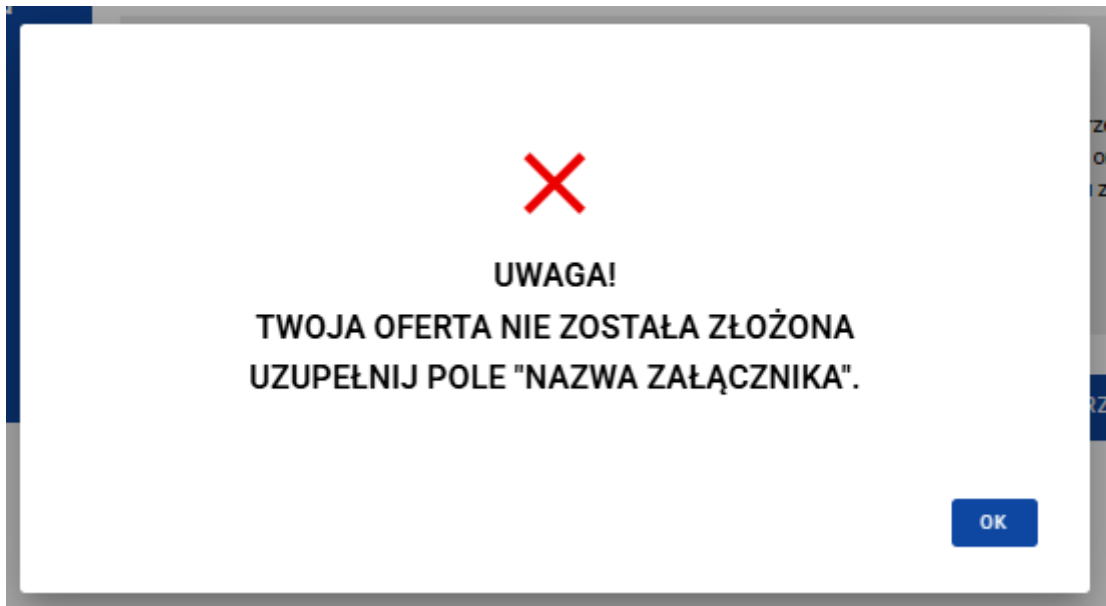 UWAGA!
TWOJA OFERTA NIE ZOSTAŁA ZŁOŻONA
UZUPEŁNIJ POLE "NAZWA ZAŁĄCZNIKA".
OK